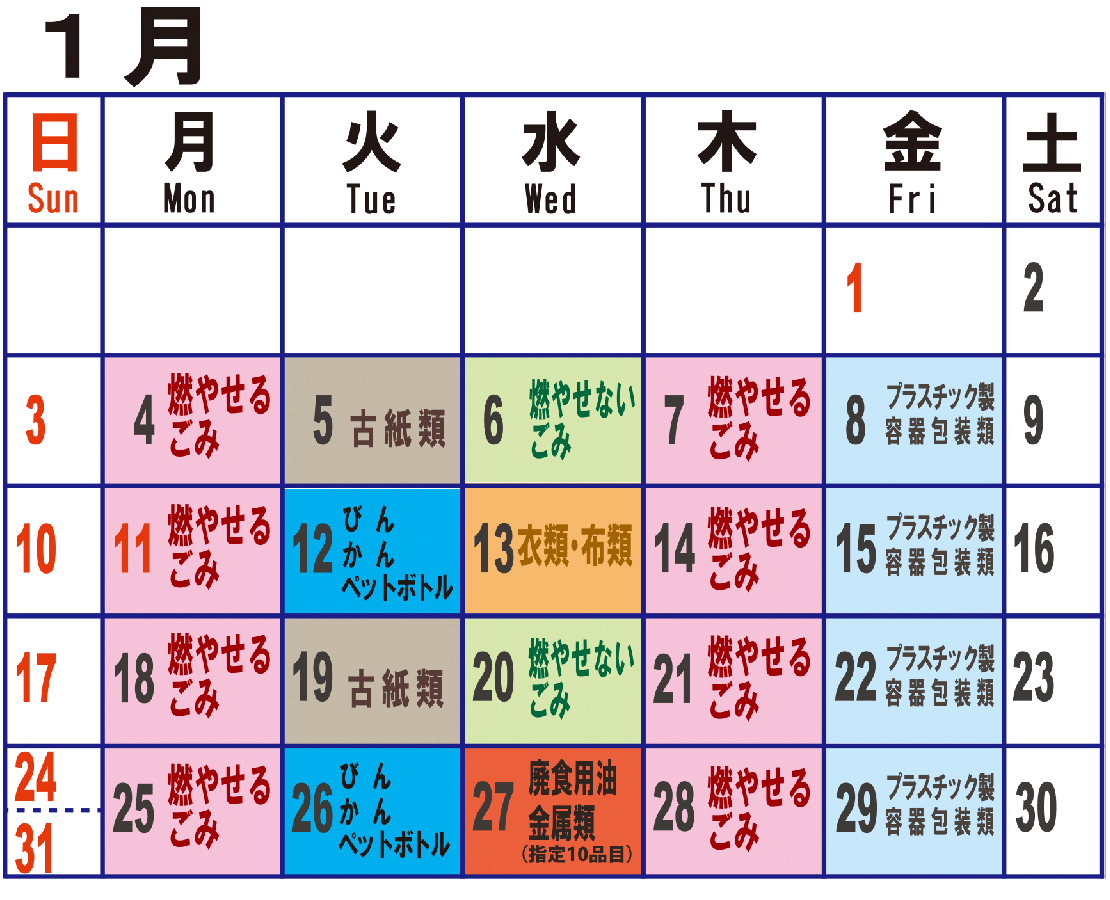 1月
日 月 火 水 木 金 土
Sun Mon Tue Wed Thu Fri Sat
1 2
3
4 燃やせる
ごみ
5 古紙類
6 燃やせない
ごみ
7 燃やせる
ごみ
8 プラスチック製
容器包装類
9
10
11 燃やせる
ごみ
12 びん
かん
ペットボトル
13 衣類・布類
14 燃やせる
ごみ
15 プラスチック製
容器包装類
16
17
18 燃やせる
ごみ
19 古紙類
20 燃やせない
ごみ
21 燃やせる
ごみ
22 プラスチック製
容器包装類
23
24
31
25 燃やせる
ごみ
26 びん
かん
ペットボトル
27 廃食用油
金属類
(指定10品目)
28 燃やせる
ごみ
29 プラスチック製
容器包装類
30